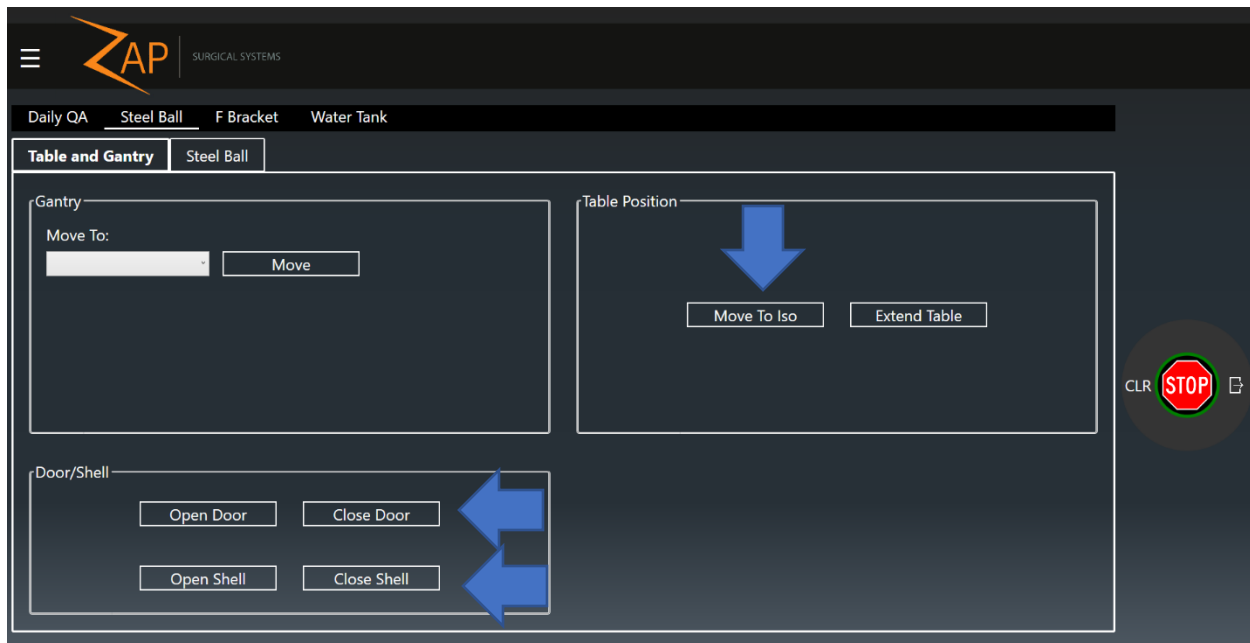 ZAP SURGICAL SYSTEMS
Daily QA Steel Ball F Bracket Water Tank
Table and Gantry Steel Ball
Gantry
Move To:
Move
Table Position
Move To Iso Extend Table
CLR STOP
Door/Shell
Open Door Close Door
Open Shell Close Shell